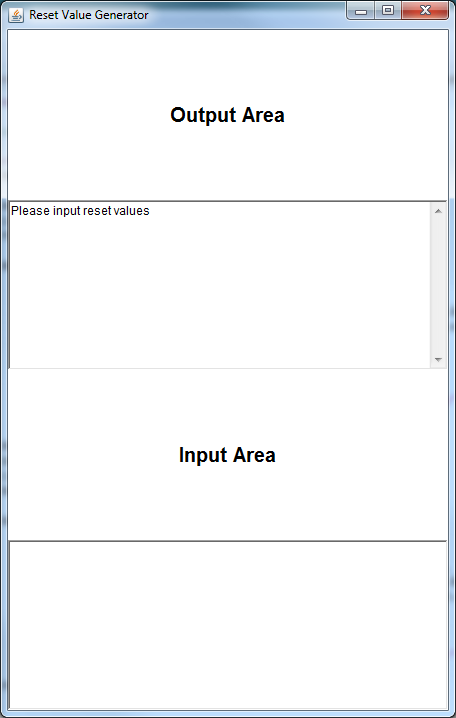 Reset Value Generator
Output Area
Please input reset values
Input Area